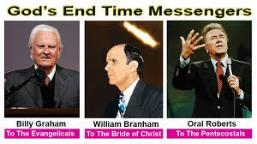 God's End Time Messengers
Billy Graham
To The Evangelicals
William Branham
To The Bride of Christ
Oral Roberts
To The Pentecostals